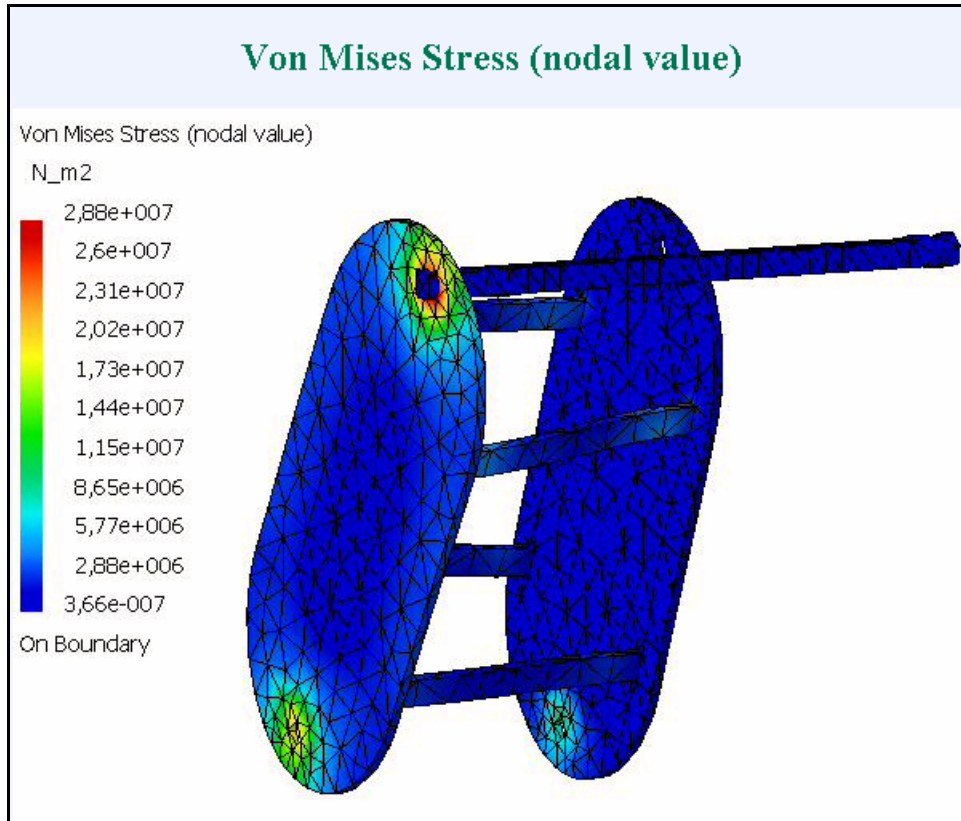 Von Mises Stress (nodal value)
Von Mises Stress (nodal value)
N_m2
2,88e+007
2,6e+007
2,31e+007
2,02e+007
1,73e+007
1,44e+007
1,15e+007
8,65e+006
5,77e+006
2,88e+006
3,66e-007
On Boundary